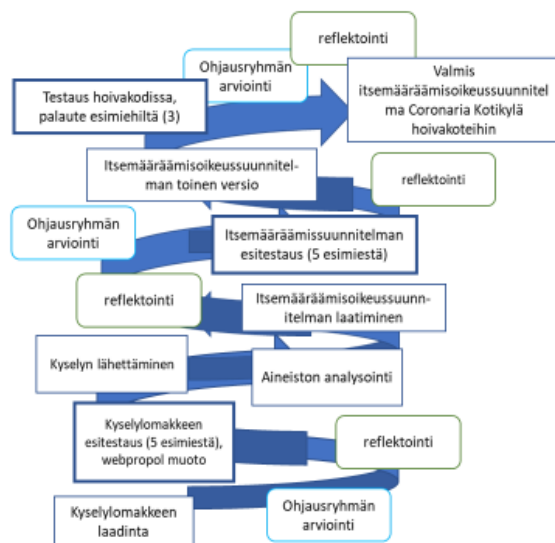 reflektointi
Ohjausryhmän
arviointi
Testaus hoivakodissa,
palaute esimiehiltä (3)
Valmis
itsemääräämisoikeussuunnitel
ma Coronaria Kotikylä
hoivakoteihin
Itsemääräämisoikeussuunnitel-
man toinen versio
reflektointi
Ohjausryhmän
arviointi
Itsemääräämissuunnitelman
esitestaus (5 esimiestä)
reflektointi
Itsemääräämisoikeussuun-
nitelman laatiminen
Kyselyn lähettäminen
Aineiston analysointi
Kyselylomakkeen
esitestaus (5 esimiestä),
webpropol muoto
reflektointi
Kyselylomakkeen
laadinta
Ohjausryhmän
arviointi